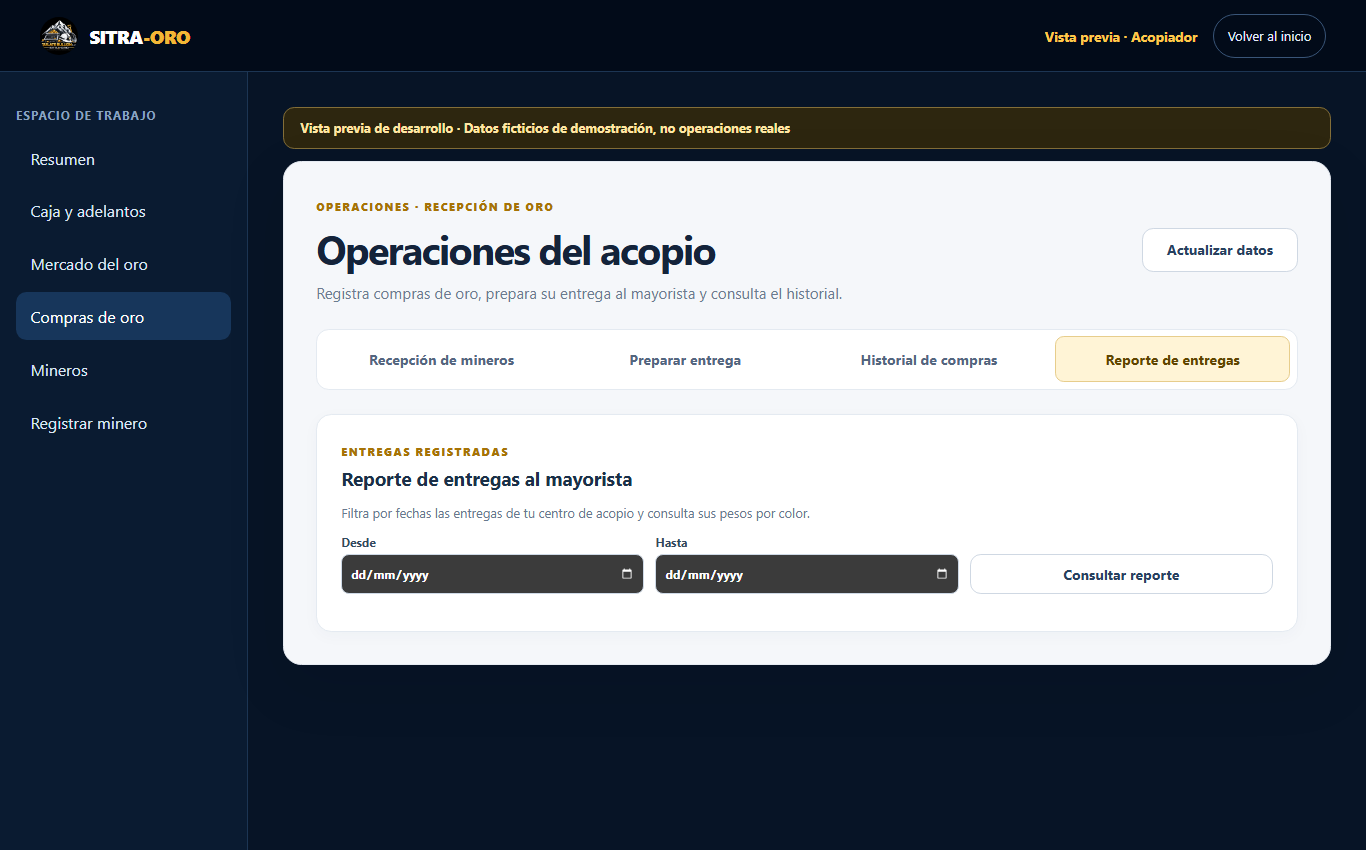 SITRA-ORO
Vista previa · Acopiador
Volver al inicio
ESPACIO DE TRABAJO
Resumen
Caja y adelantos
Mercado del oro
Compras de oro
Mineros
Registrar minero
Vista previa de desarrollo · Datos ficticios de demostración, no operaciones reales
OPERACIONES · RECEPCIÓN DE ORO
Operaciones del acopio
Actualizar datos
Registra compras de oro, prepara su entrega al mayorista y consulta el historial.
Recepción de mineros
Preparar entrega
Historial de compras
Reporte de entregas
ENTREGAS REGISTRADAS
Reporte de entregas al mayorista
Filtra por fechas las entregas de tu centro de acopio y consulta sus pesos por color.
Desde
Hasta
dd/mm/yyyy
dd/mm/yyyy
Consultar reporte